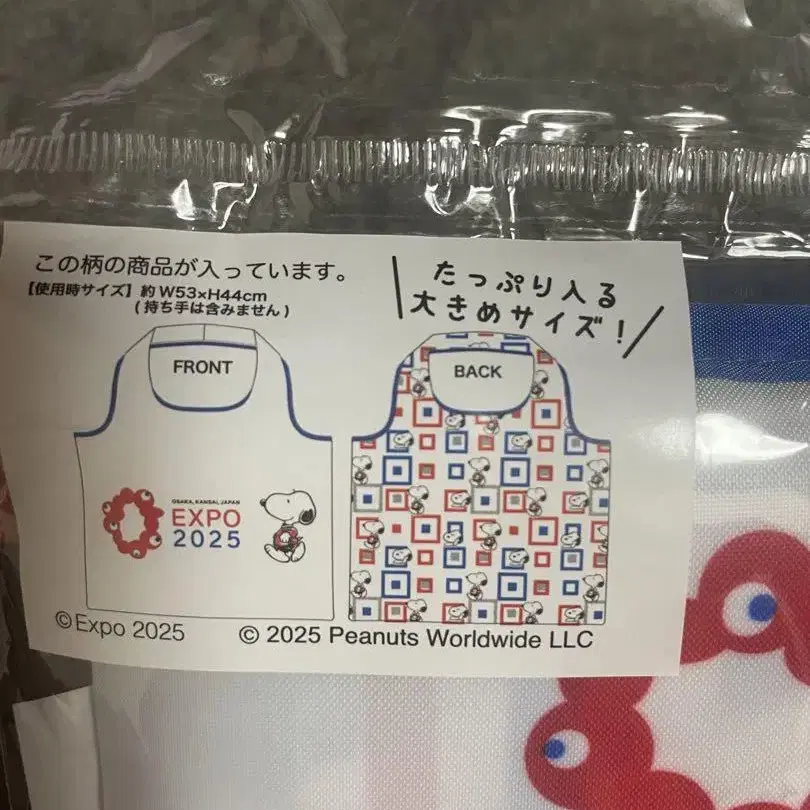 この柄の商品が入っています。
【使用時サイズ】約 W53×H44cm
(持ち手は含みません)
たっぷり入る
大きめサイズ!
FRONT
BACK
OSAKA, KANSAI, JAPAN
EXPO
2025
©Expo 2025
© 2025 Peanuts Worldwide LLC